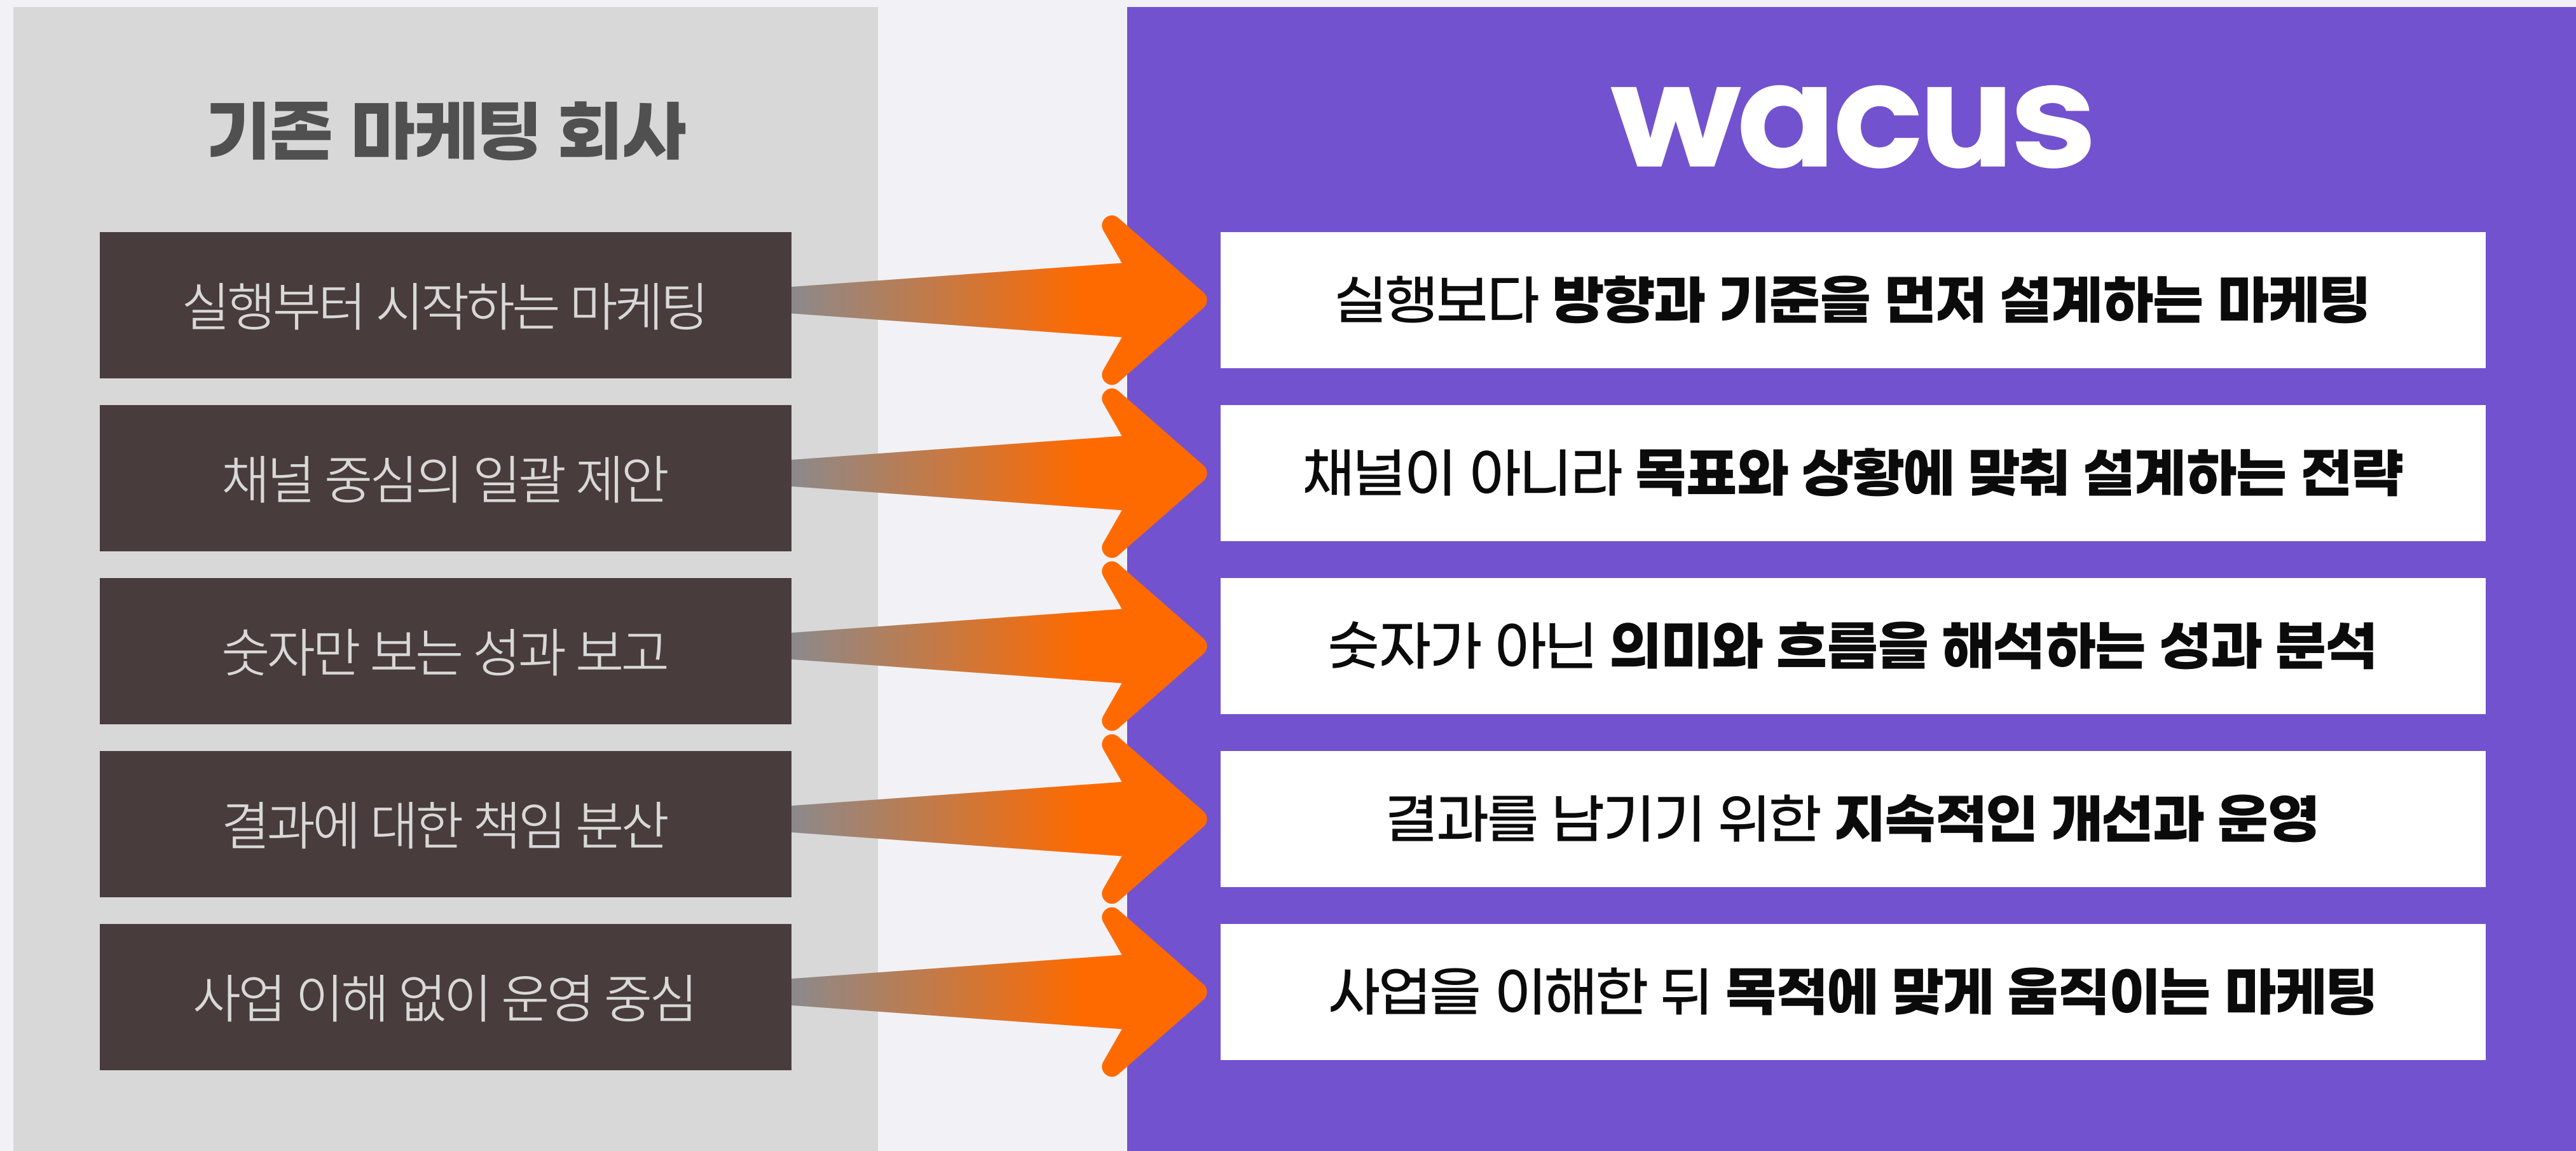 기존 마케팅 회사
wacus
실행부터 시작하는 마케팅
실행보다 방향과 기준을 먼저 설계하는 마케팅
채널 중심의 일괄 제안
채널이 아니라 목표와 상황에 맞춰 설계하는 전략
숫자만 보는 성과 보고
숫자가 아닌 의미와 흐름을 해석하는 성과 분석
결과에 대한 책임 분산
결과를 남기기 위한 지속적인 개선과 운영
사업 이해 없이 운영 중심
사업을 이해한 뒤 목적에 맞게 움직이는 마케팅